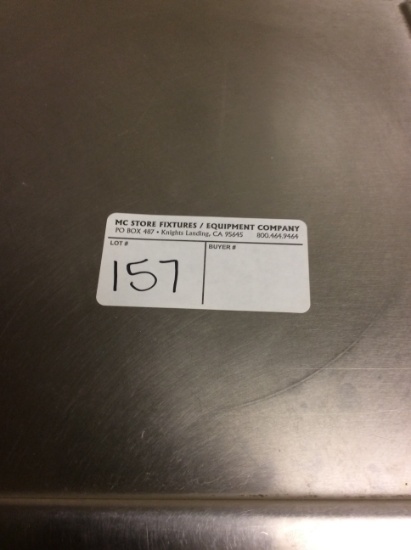 MC STORE FIXTURES / EQUIPMENT COMPANY
PO BOX 487 • Knights Landing, CA 95645 800.464.9464
LOT # BUYER #
157